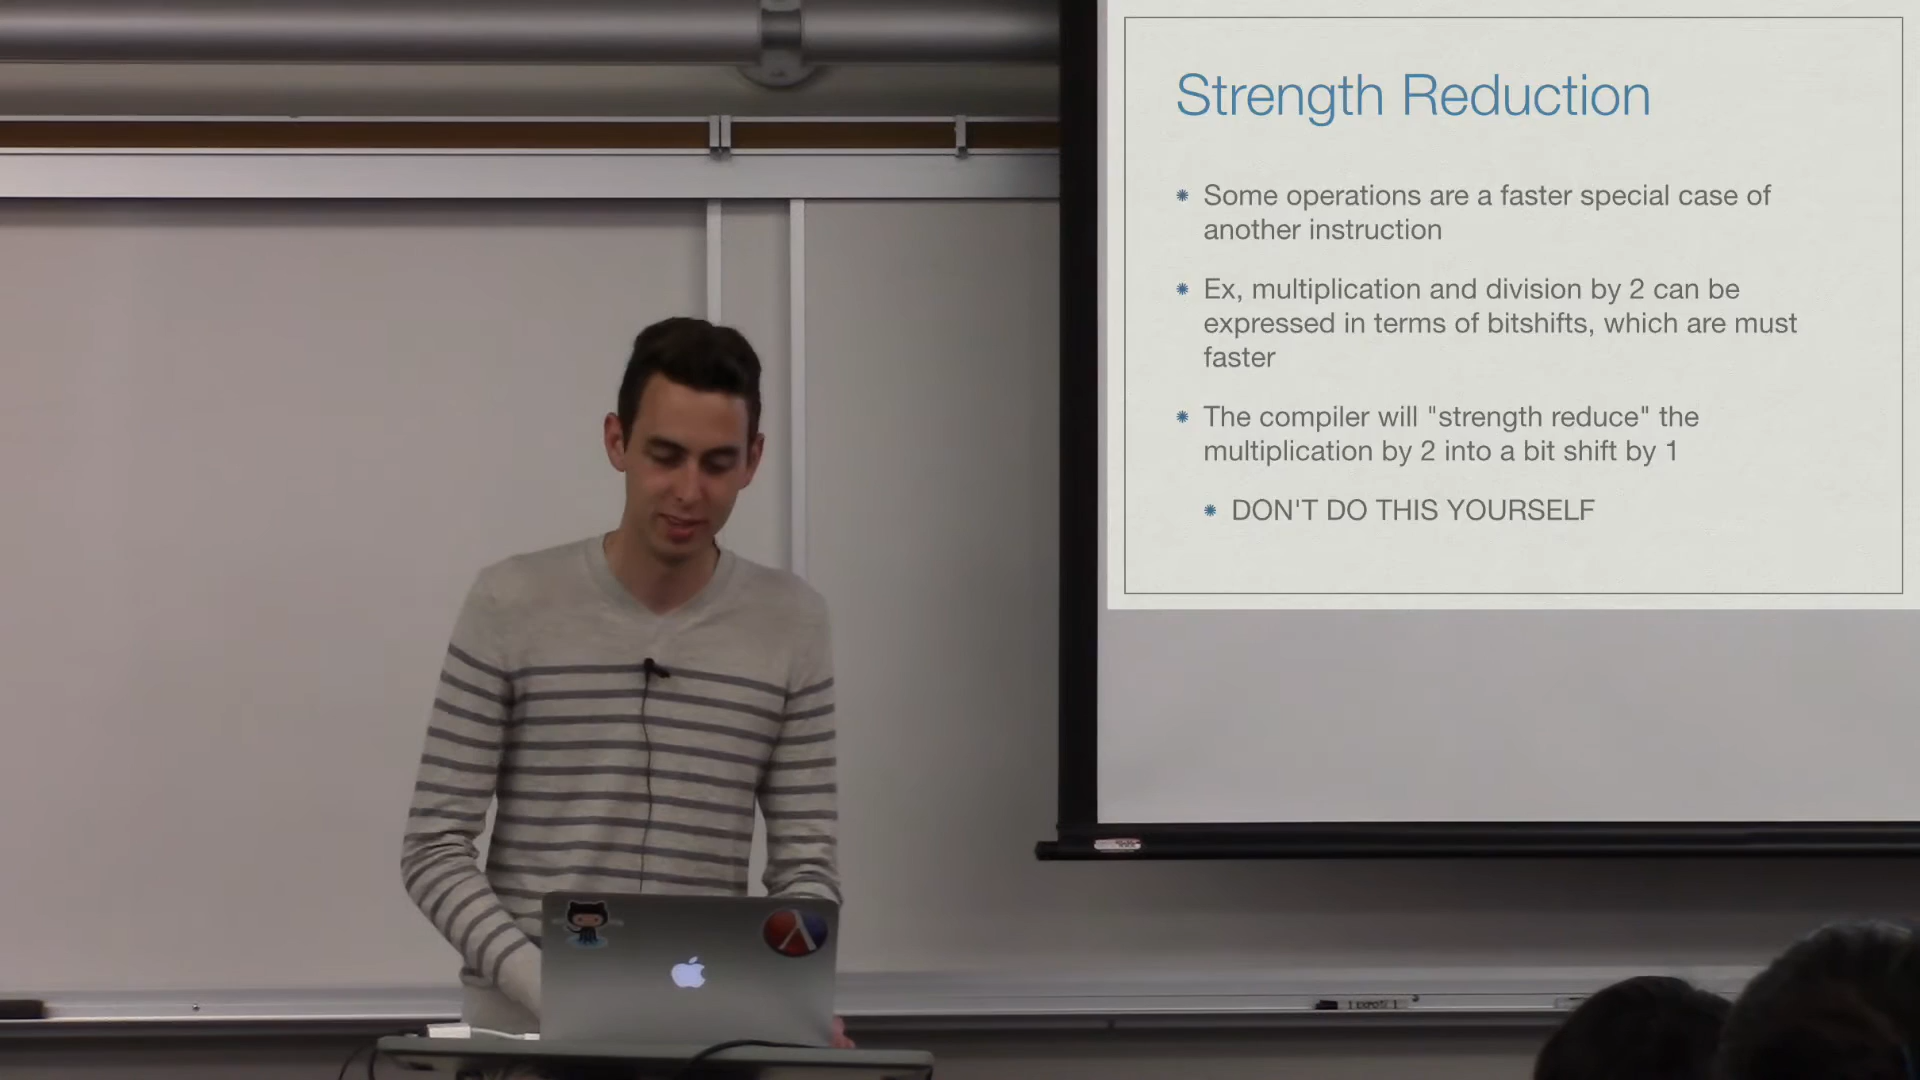 Strength Reduction
Some operations are a faster special case of
another instruction
Ex, multiplication and division by 2 can be
expressed in terms of bitshifts, which are must
faster
The compiler will "strength reduce" the
multiplication by 2 into a bit shift by 1
DON'T DO THIS YOURSELF
EXPO